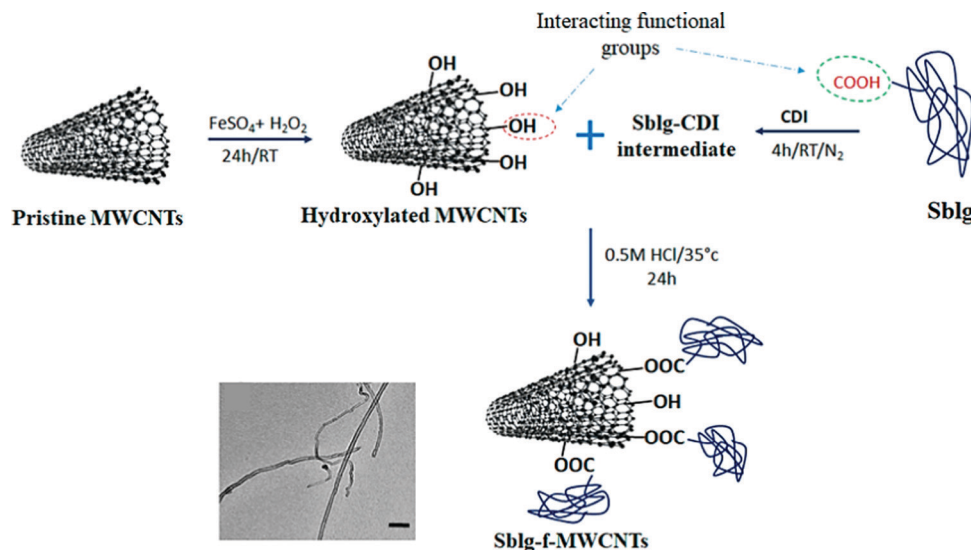 Interacting functional
groups
OH
OH
OH
OH
OH
OH
COOH
FeSO₄+ H₂O₂
24h/RT
+
Sblg-CDI
intermediate
CDI
4h/RT/N₂
Pristine MWCNTs
Hydroxylated MWCNTs
Sblg
0.5M HCl/35°c
24h
OH
OOC
OH
OOC
OOC
Sblg-f-MWCNTs